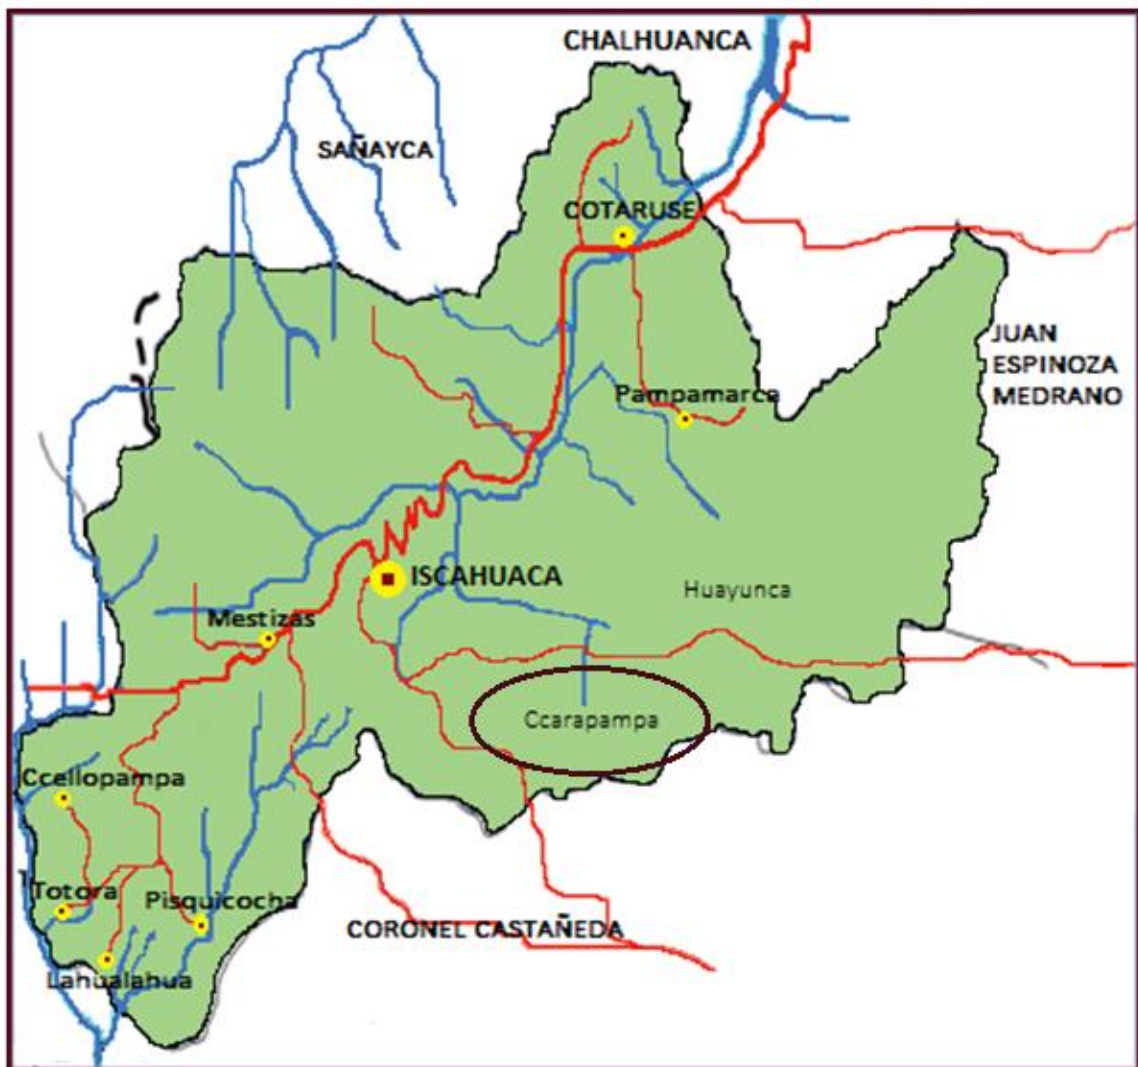 CHALHUANCA
SAÑAYCA
COTARUSE
JUAN
ESPINOZA
MEDRANO
Pampamarca
ISCAHUACA
Huayunca
Mestizas
Ccarapampa
Ccellopampa
Totora
Pisquicocha
CORONEL CASTAÑEDA
Lahualahua